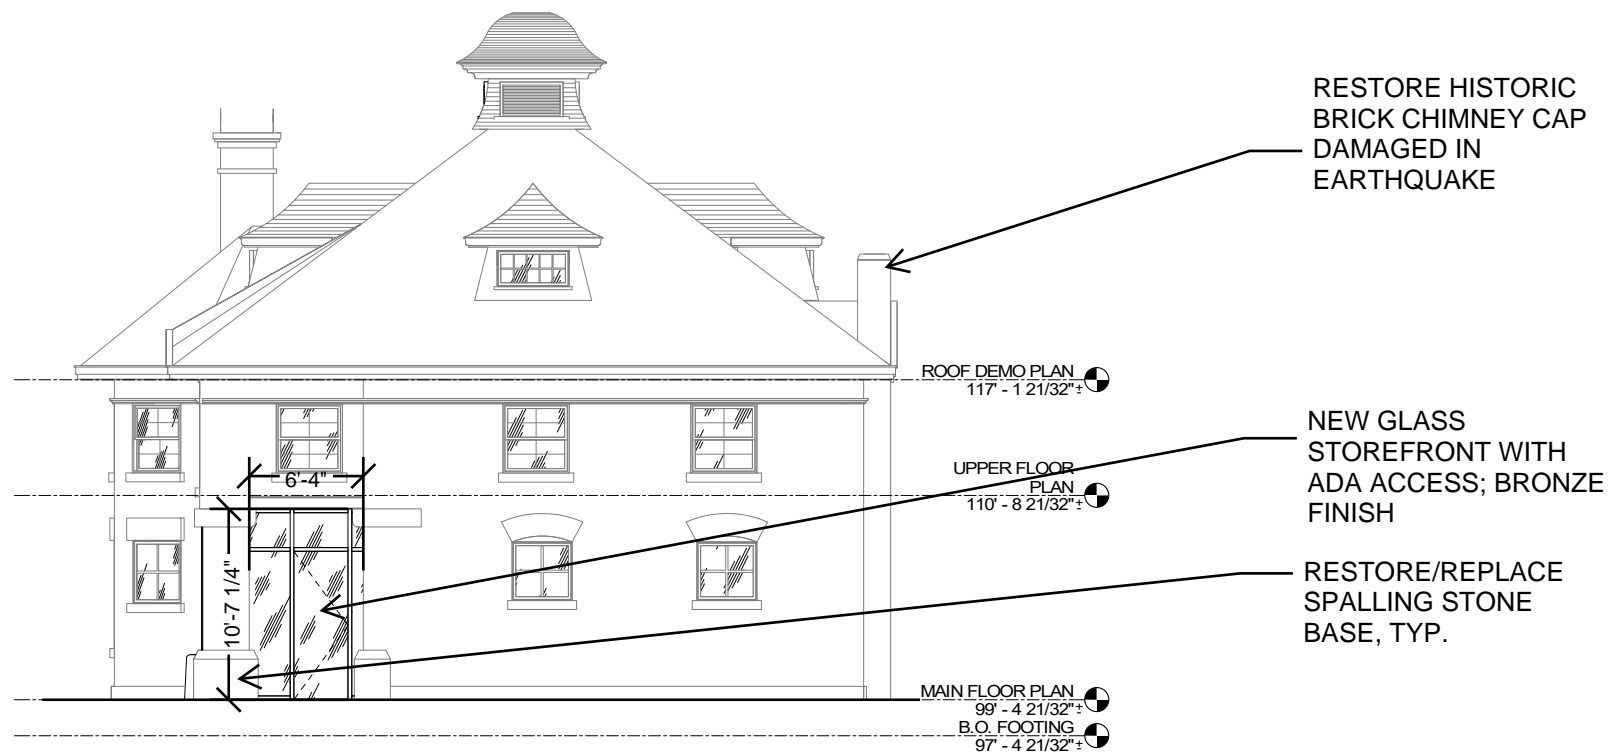 RESTORE HISTORIC
BRICK CHIMNEY CAP
DAMAGED IN
EARTHQUAKE
ROOF DEMO PLAN
117' - 1 21/32"±
NEW GLASS
STOREFRONT WITH
ADA ACCESS; BRONZE
FINISH
UPPER FLOOR
PLAN
110' - 8 21/32"±
6'-4"
10'-7 1/4"
RESTORE/REPLACE
SPALLING STONE
BASE, TYP.
MAIN FLOOR PLAN
99' - 4 21/32"±
B.O. FOOTING
97' - 4 21/32"±